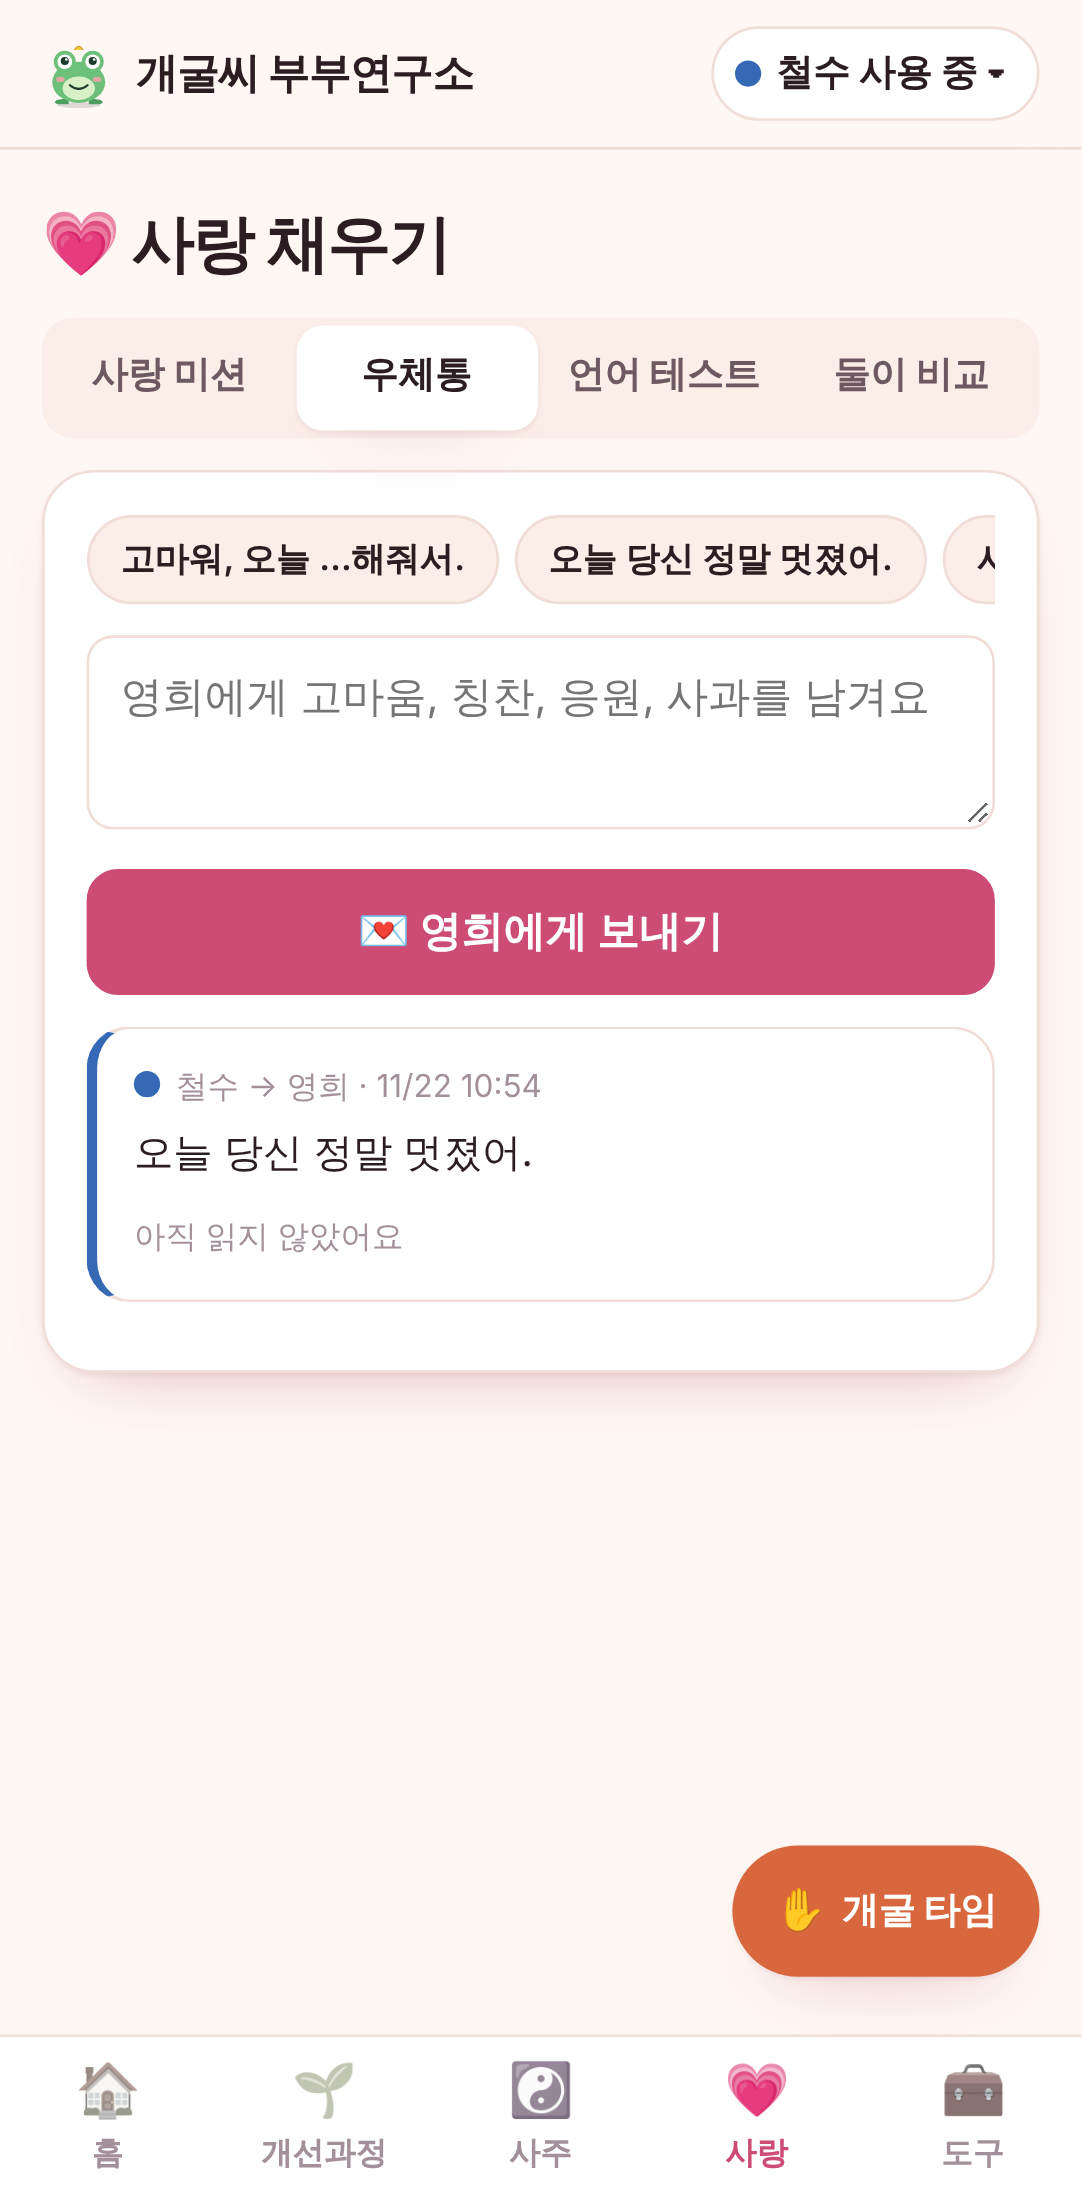 개굴씨 부부연구소
철수 사용 중
사랑 채우기
사랑 미션 우체통 언어 테스트 둘이 비교
고마워, 오늘 ...해줘서. 오늘 당신 정말 멋졌어.
영희에게 고마움, 칭찬, 응원, 사과를 남겨요
영희에게 보내기
철수 → 영희 · 11/22 10:54
오늘 당신 정말 멋졌어.
아직 읽지 않았어요
개굴 타임
홈 개선과정 사주 사랑 도구